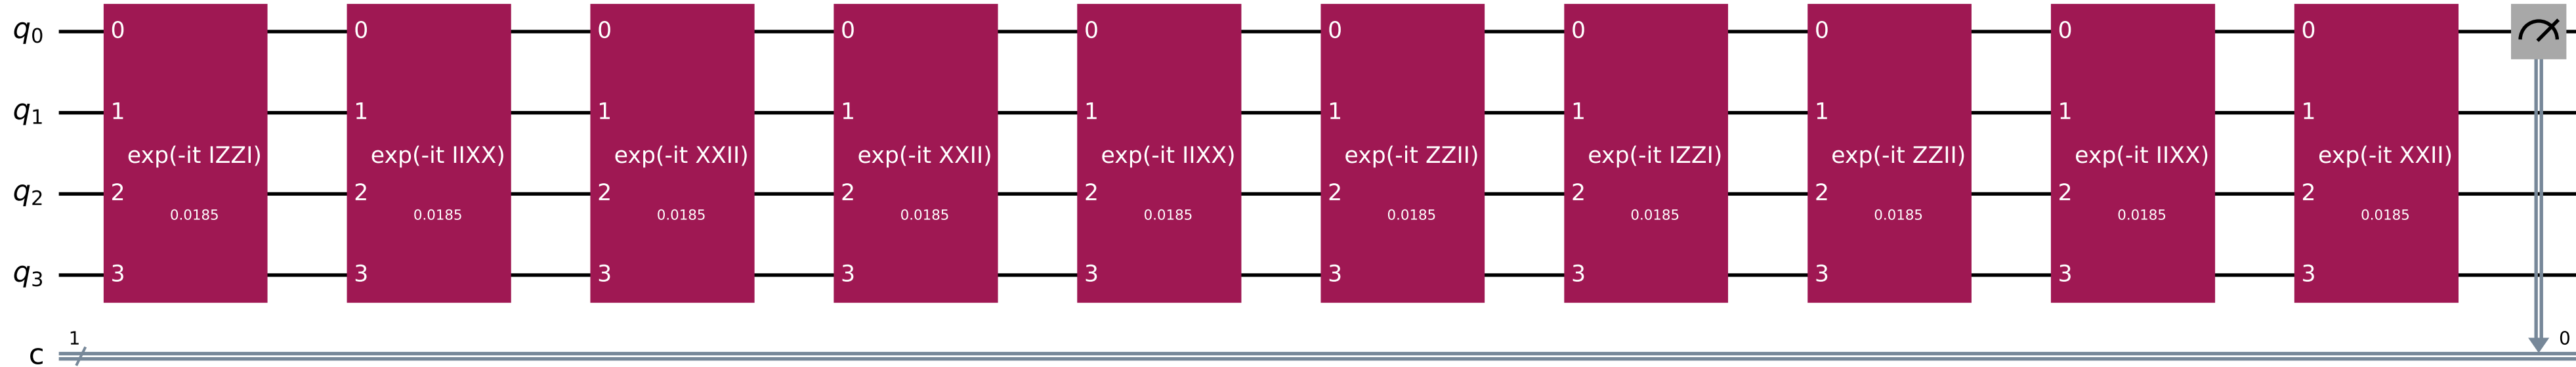 q0 0 0 0 0 0 0 0 0 0 0
q1 1 1 1 1 1 1 1 1 1 1
exp(-it IZZI) exp(-it IIXX) exp(-it XXII) exp(-it XXII) exp(-it IIXX) exp(-it ZZII) exp(-it IZZI) exp(-it ZZII) exp(-it IIXX) exp(-it XXII)
q2 2 2 2 2 2 2 2 2 2 2
0.0185 0.0185 0.0185 0.0185 0.0185 0.0185 0.0185 0.0185 0.0185 0.0185
q3 3 3 3 3 3 3 3 3 3 3
1 0
c